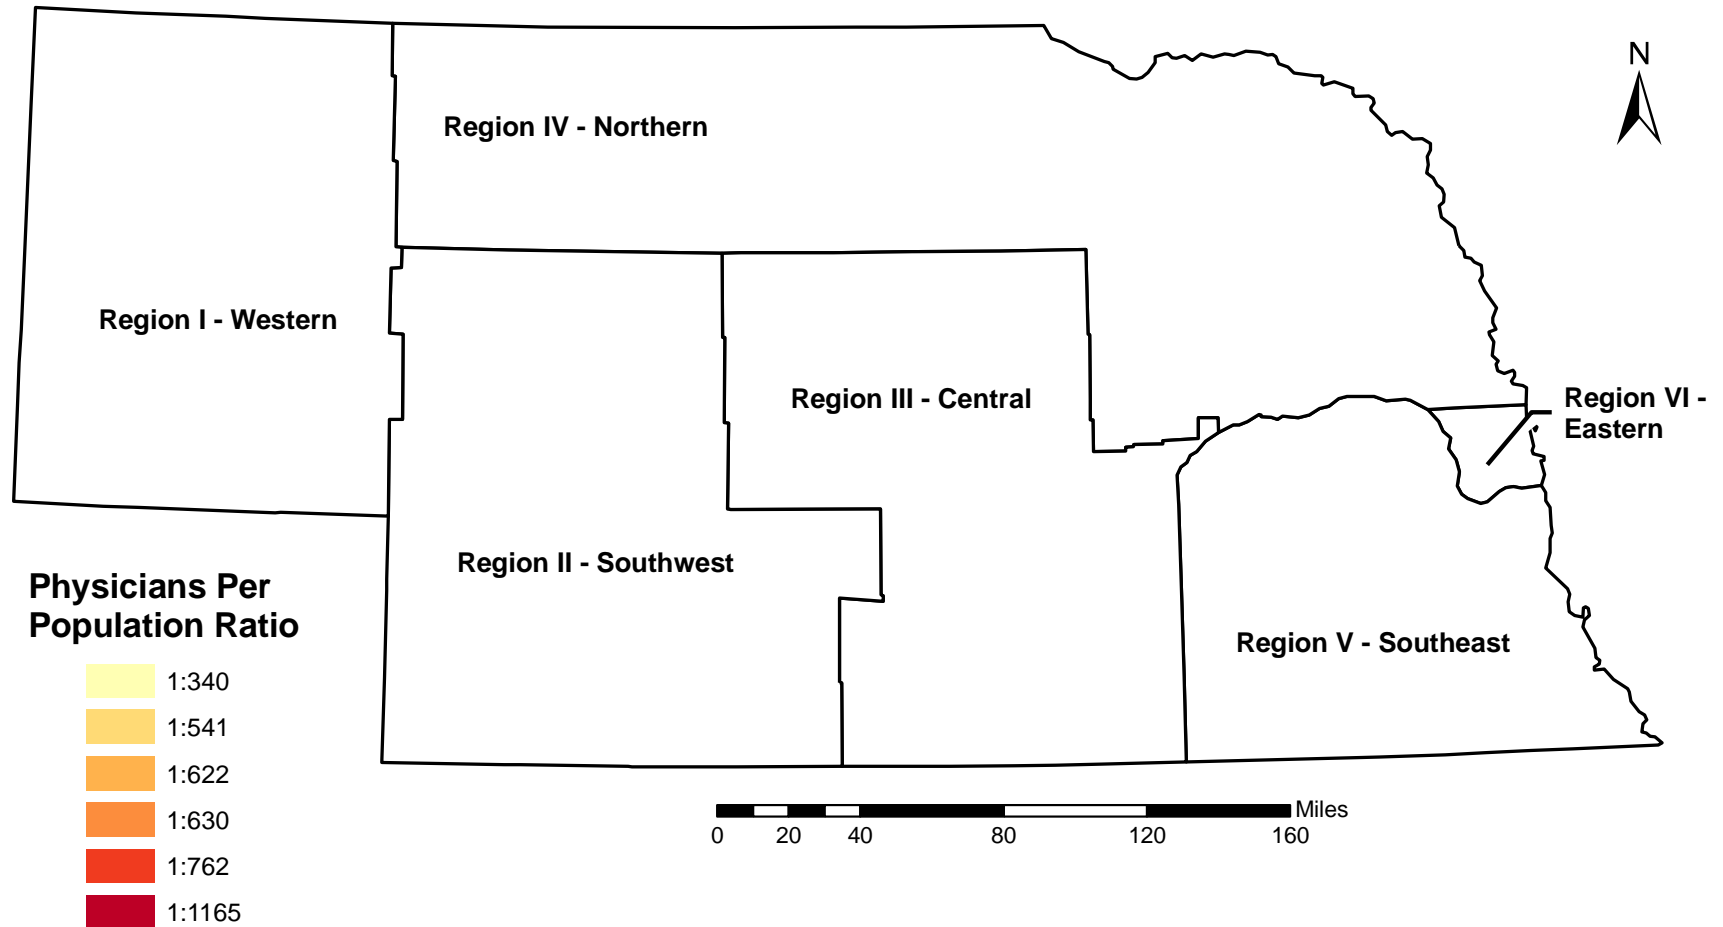 N
Region IV - Northern
Region I - Western
Region III - Central
Region VI -
Eastern
Region II - Southwest
Region V - Southeast
Physicians Per
Population Ratio
1:340
1:541
1:622
1:630
1:762
1:1165
Miles
0 20 40 80 120 160